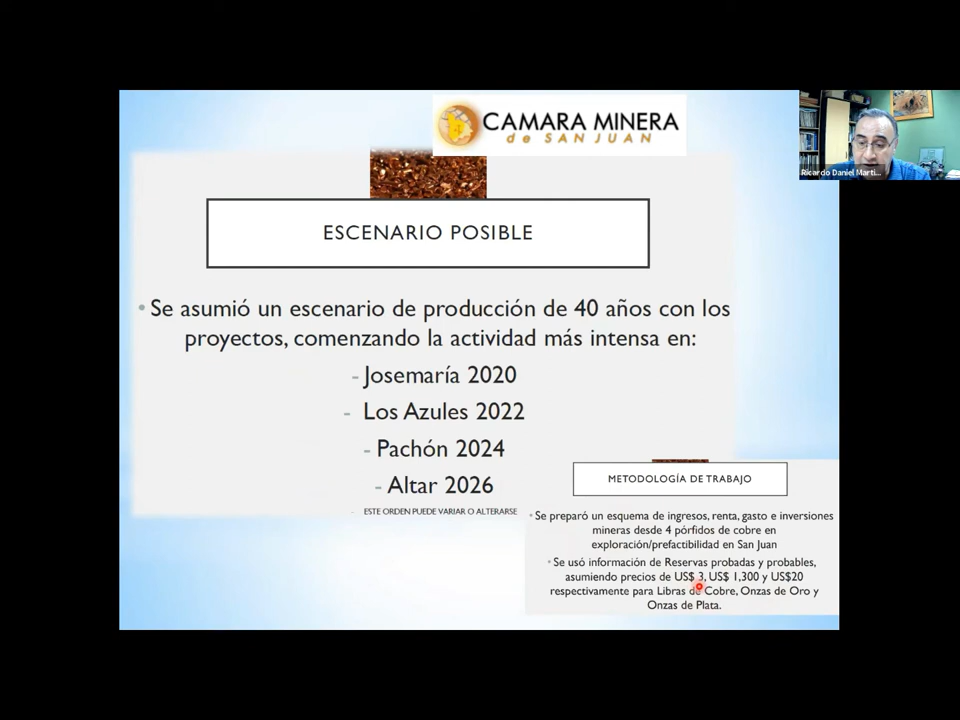 CAMARA MINERA
de SAN JUAN
Ricardo Daniel Marti...
ESCENARIO POSIBLE
• Se asumió un escenario de producción de 40 años con los
proyectos, comenzando la actividad más intensa en:
- Josemaría 2020
- Los Azules 2022
- Pachón 2024
- Altar 2026
- ESTE ORDEN PUEDE VARIAR O ALTERARSE
METODOLOGÍA DE TRABAJO
• Se preparó un esquema de ingresos, renta, gasto e inversiones
mineras desde 4 pórfidos de cobre en
exploración/prefactibilidad en San Juan
• Se usó información de Reservas probadas y probables,
asumiendo precios de US$ 3, US$ 1,300 y US$20
respectivamente para Libras de Cobre, Onzas de Oro y
Onzas de Plata.